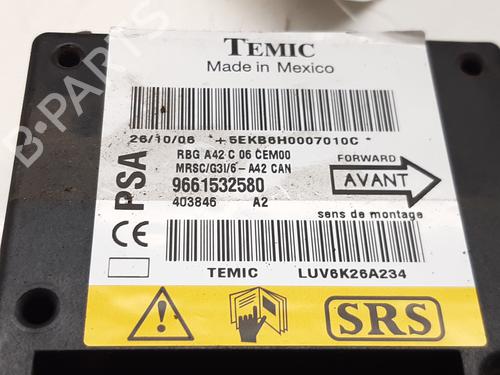 TEMIC
Made in Mexico
26/10/06 *+5EKB6H0007010C *
PSA
RBG A42 C 06 CEM00
MRSC/G3I/6- A42 CAN
9661532580
403846 A2
FORWARD
AVANT
sens de montage
CE
TEMIC LUV6K26A234
SRS
B-PARTS